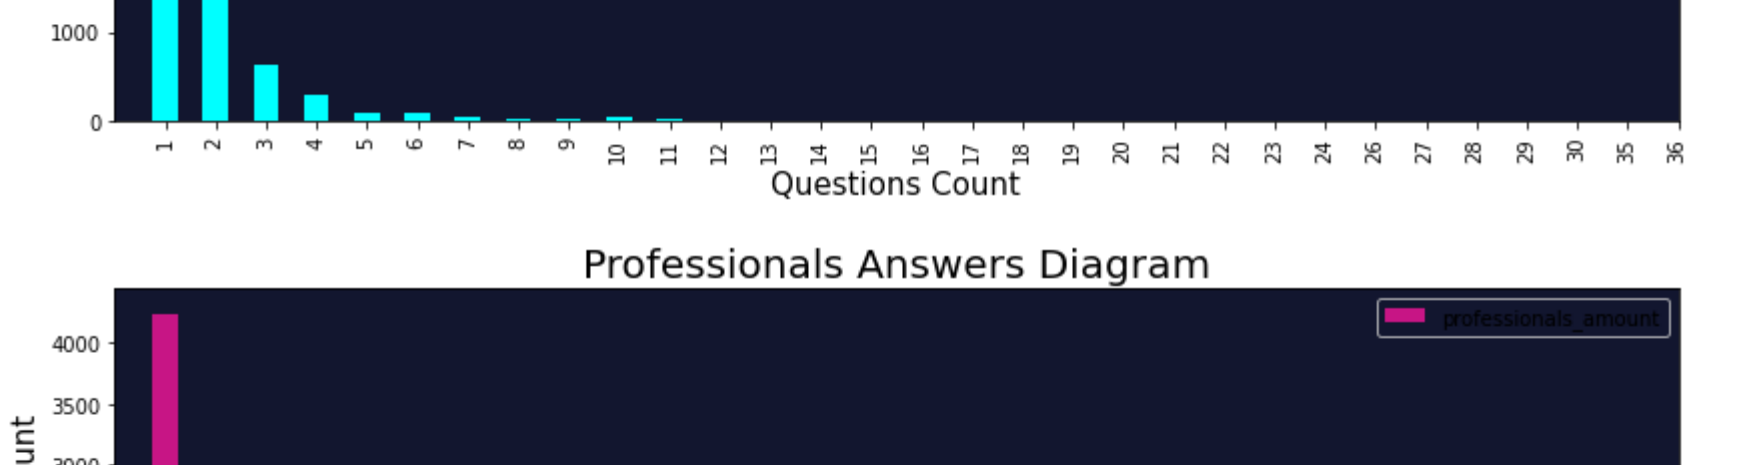 1000
0
1 2 3 4 5 6 7 8 9 10 11 12 13 14 15 16 17 18 19 20 21 22 23 24 26 27 28 29 30 35 36
Questions Count
Professionals Answers Diagram
professionals_amount
4000
3500